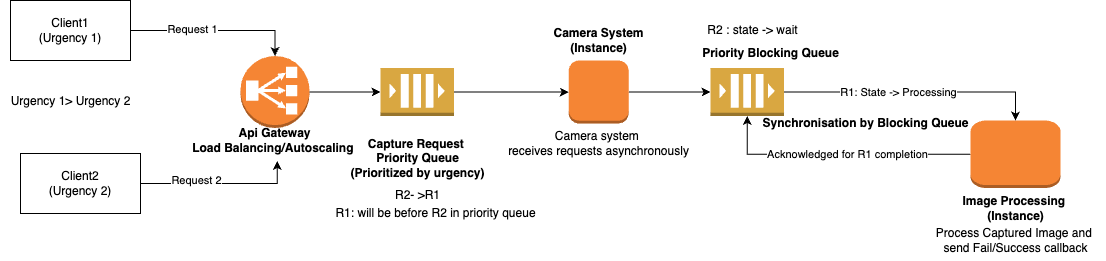 Client1
(Urgency 1)
Request 1
Urgency 1> Urgency 2
Client2
(Urgency 2)
Request 2
Api Gateway
Load Balancing/Autoscaling
Capture Request
Priority Queue
(Prioritized by urgency)
R2- ->R1
R1: will be before R2 in priority queue
Camera System
(Instance)
Camera system
receives requests asynchronously
R2 : state -> wait
Priority Blocking Queue
R1: State -> Processing
Synchronisation by Blocking Queue
Acknowledged for R1 completion
Image Processing
(Instance)
Process Captured Image and
send Fail/Success callback